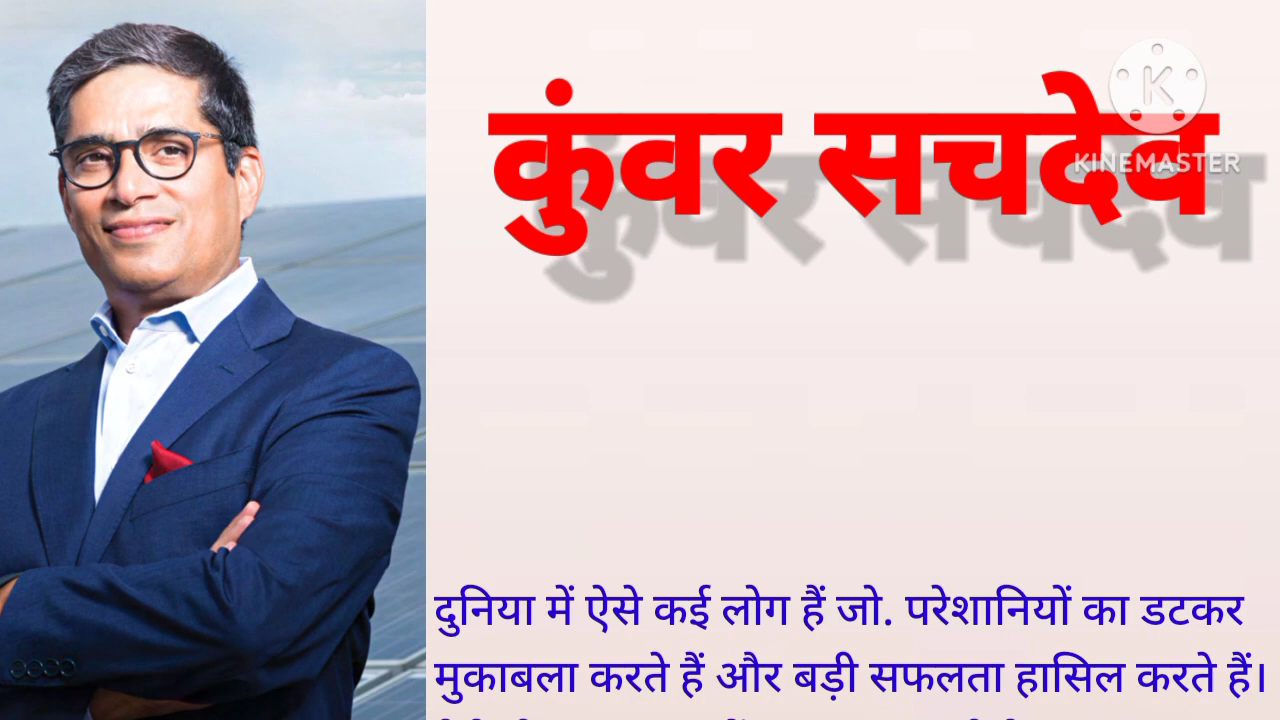 कुंवर सचदेव
K
KINEMASTER
दुनिया में ऐसे कई लोग हैं जो. परेशानियों का डटकर
मुकाबला करते हैं और बड़ी सफलता हासिल करते हैं।